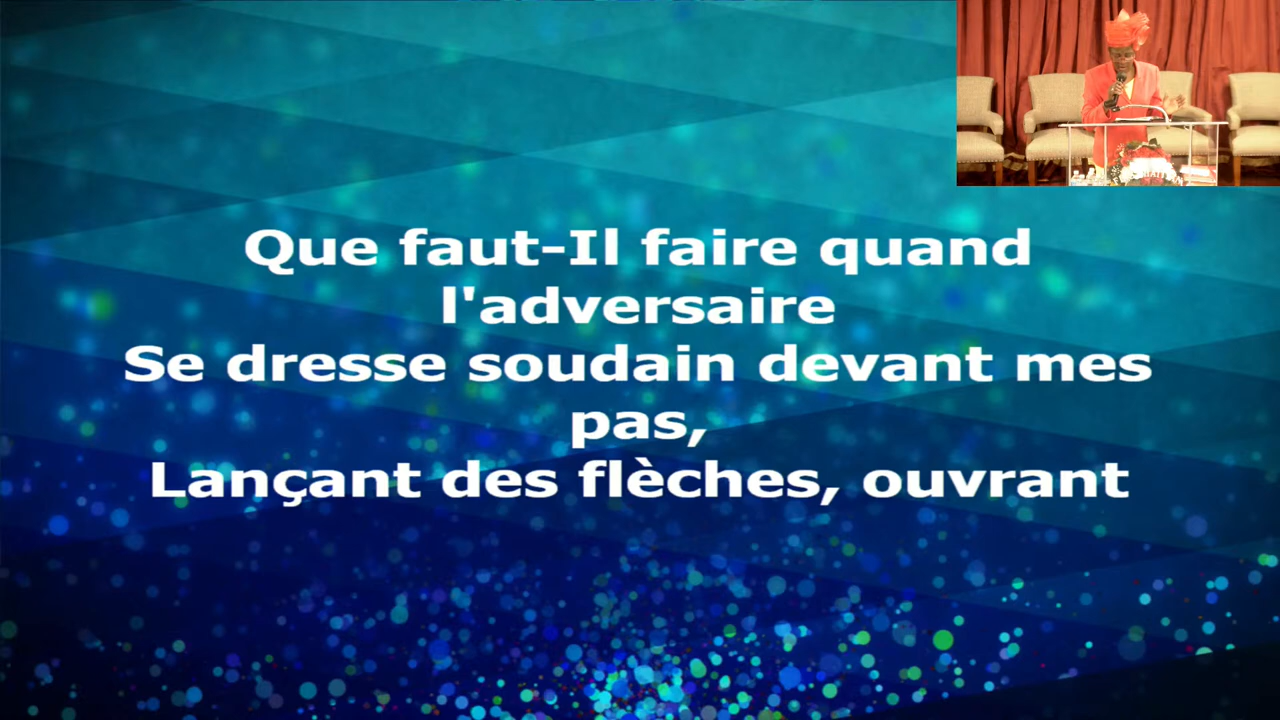 Que faut-Il faire quand
l'adversaire
Se dresse soudain devant mes
pas,
Lançant des flèches, ouvrant